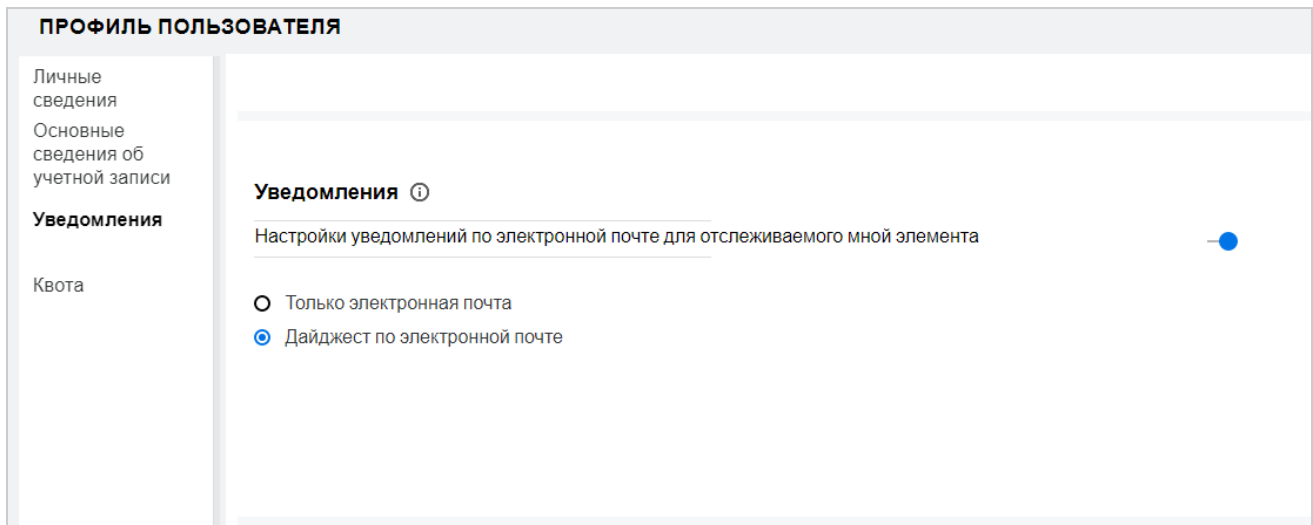 ПРОФИЛЬ ПОЛЬЗОВАТЕЛЯ
Личные
сведения
Основные
сведения об
учетной записи
Уведомления
Квота
Уведомления
Настройки уведомлений по электронной почте для отслеживаемого мной элемента
Только электронная почта
Дайджест по электронной почте